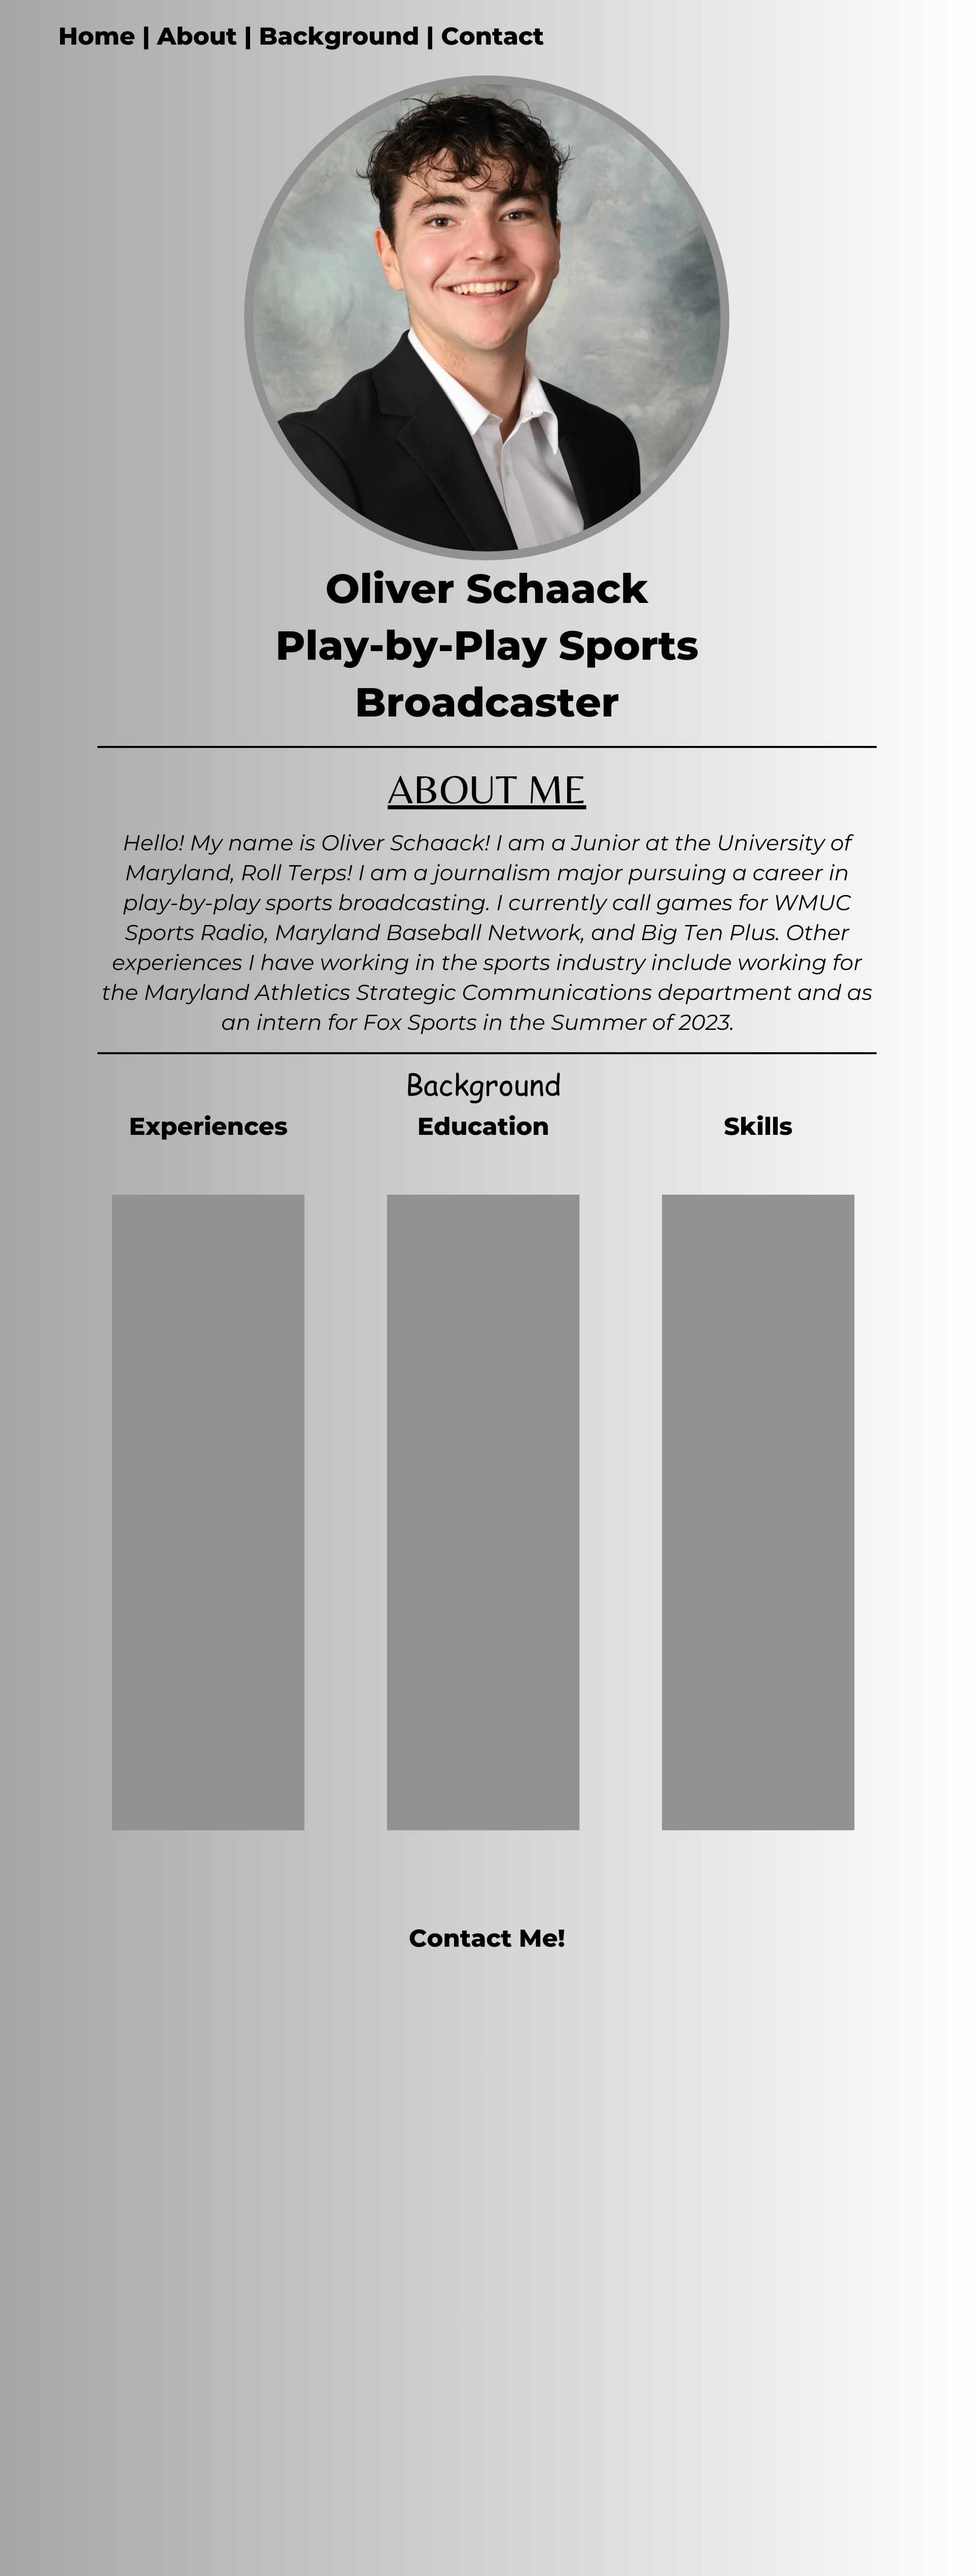 Home | About | Background | Contact
Oliver Schaack
Play-by-Play Sports
Broadcaster
ABOUT ME
Hello! My name is Oliver Schaack! I am a Junior at the University of
Maryland, Roll Terps! I am a journalism major pursuing a career in
play-by-play sports broadcasting. I currently call games for WMUC
Sports Radio, Maryland Baseball Network, and Big Ten Plus. Other
experiences I have working in the sports industry include working for
the Maryland Athletics Strategic Communications department and as
an intern for Fox Sports in the Summer of 2023.
Background
Experiences Education Skills
Contact Me!